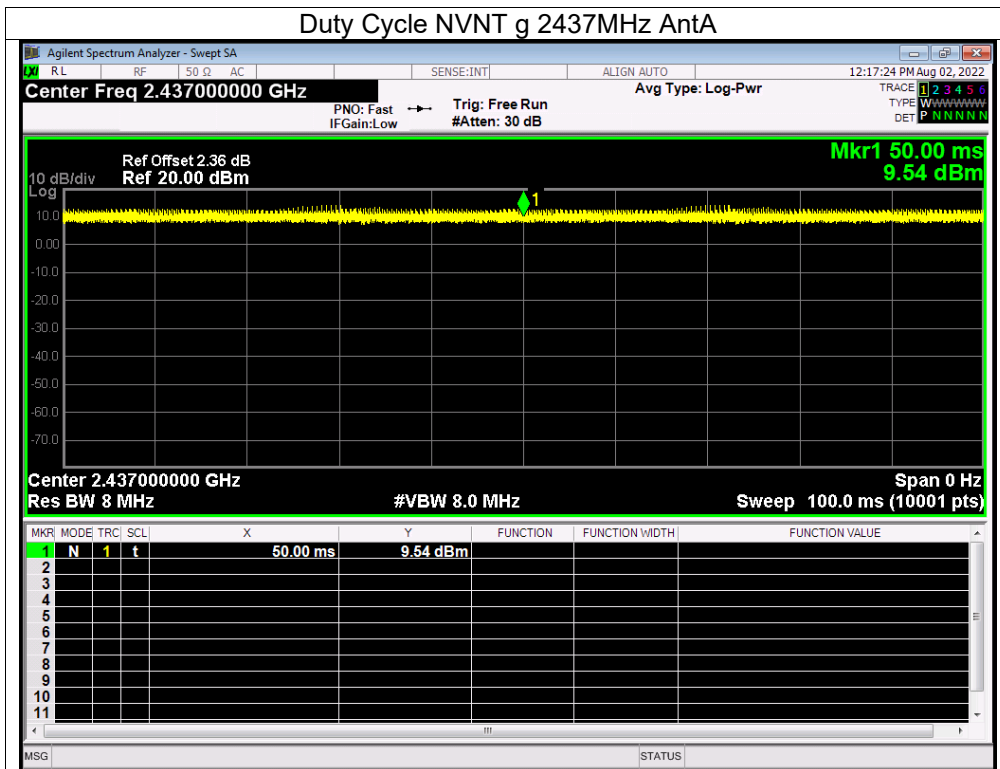 Duty Cycle NVNT g 2437MHz AntA
Agilent Spectrum Analyzer - Swept SA
LXI RL RF 50 Ω AC SENSE:INT ALIGN AUTO 12:17:24 PM Aug 02, 2022
Center Freq 2.437000000 GHz
PNO: Fast
IFGain:Low
Trig: Free Run
#Atten: 30 dB
Avg Type: Log-Pwr
TRACE 1 2 3 4 5 6
TYPE WWWWWWW
DET P N N N N N
Mkr1 50.00 ms
9.54 dBm
Ref Offset 2.36 dB
10 dB/div Ref 20.00 dBm
Log
1
10.0
0.00
-10.0
-20.0
-30.0
-40.0
-50.0
-60.0
-70.0
Center 2.437000000 GHz Span 0 Hz
Res BW 8 MHz #VBW 8.0 MHz Sweep 100.0 ms (10001 pts)
MKR MODE TRC SCL X Y FUNCTION FUNCTION WIDTH FUNCTION VALUE
1 N 1 t 50.00 ms 9.54 dBm
2
3
4
5
6
7
8
9
10
11
MSG STATUS